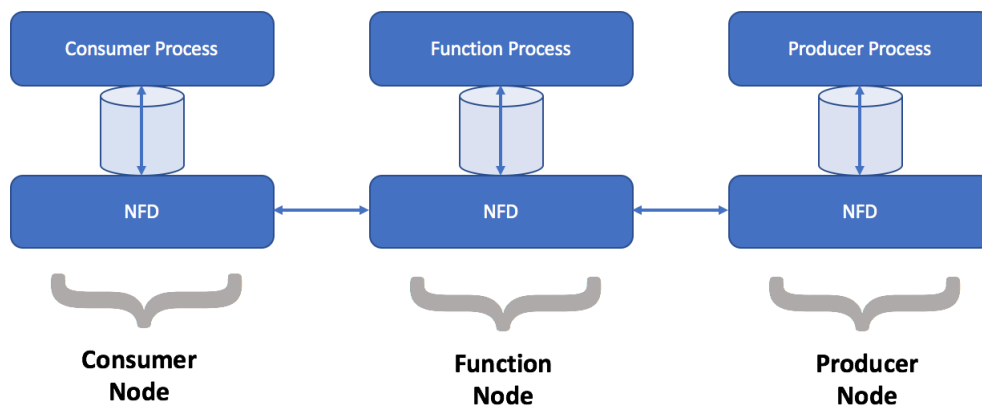 Consumer Process
Function Process
Producer Process
NFD
NFD
NFD
Consumer
Node
Function
Node
Producer
Node